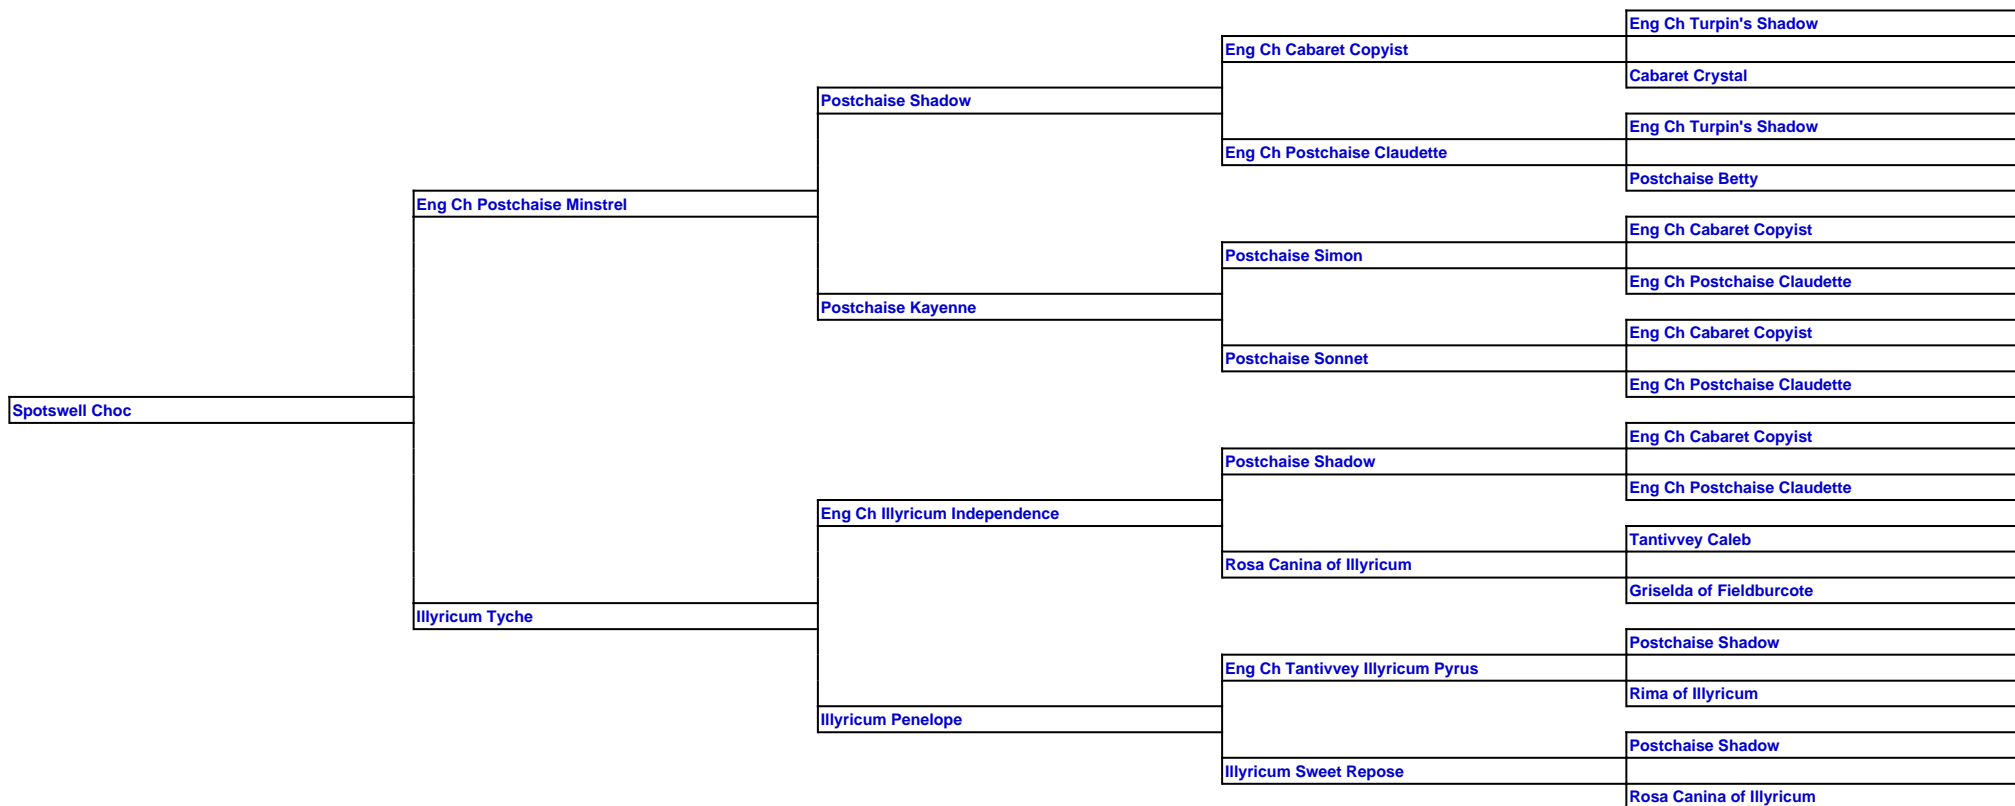 Eng Ch Turpin's Shadow
Eng Ch Cabaret Copyist
Cabaret Crystal
Postchaise Shadow
Eng Ch Turpin's Shadow
Eng Ch Postchaise Claudette
Postchaise Betty
Eng Ch Postchaise Minstrel
Eng Ch Cabaret Copyist
Postchaise Simon
Eng Ch Postchaise Claudette
Postchaise Kayenne
Eng Ch Cabaret Copyist
Postchaise Sonnet
Eng Ch Postchaise Claudette
Spotswell Choc
Eng Ch Cabaret Copyist
Postchaise Shadow
Eng Ch Postchaise Claudette
Eng Ch Illyricum Independence
Tantivvey Caleb
Rosa Canina of Illyricum
Griselda of Fieldburcote
Illyricum Tyche
Postchaise Shadow
Eng Ch Tantivvey Illyricum Pyrus
Rima of Illyricum
Illyricum Penelope
Postchaise Shadow
Illyricum Sweet Repose
Rosa Canina of Illyricum